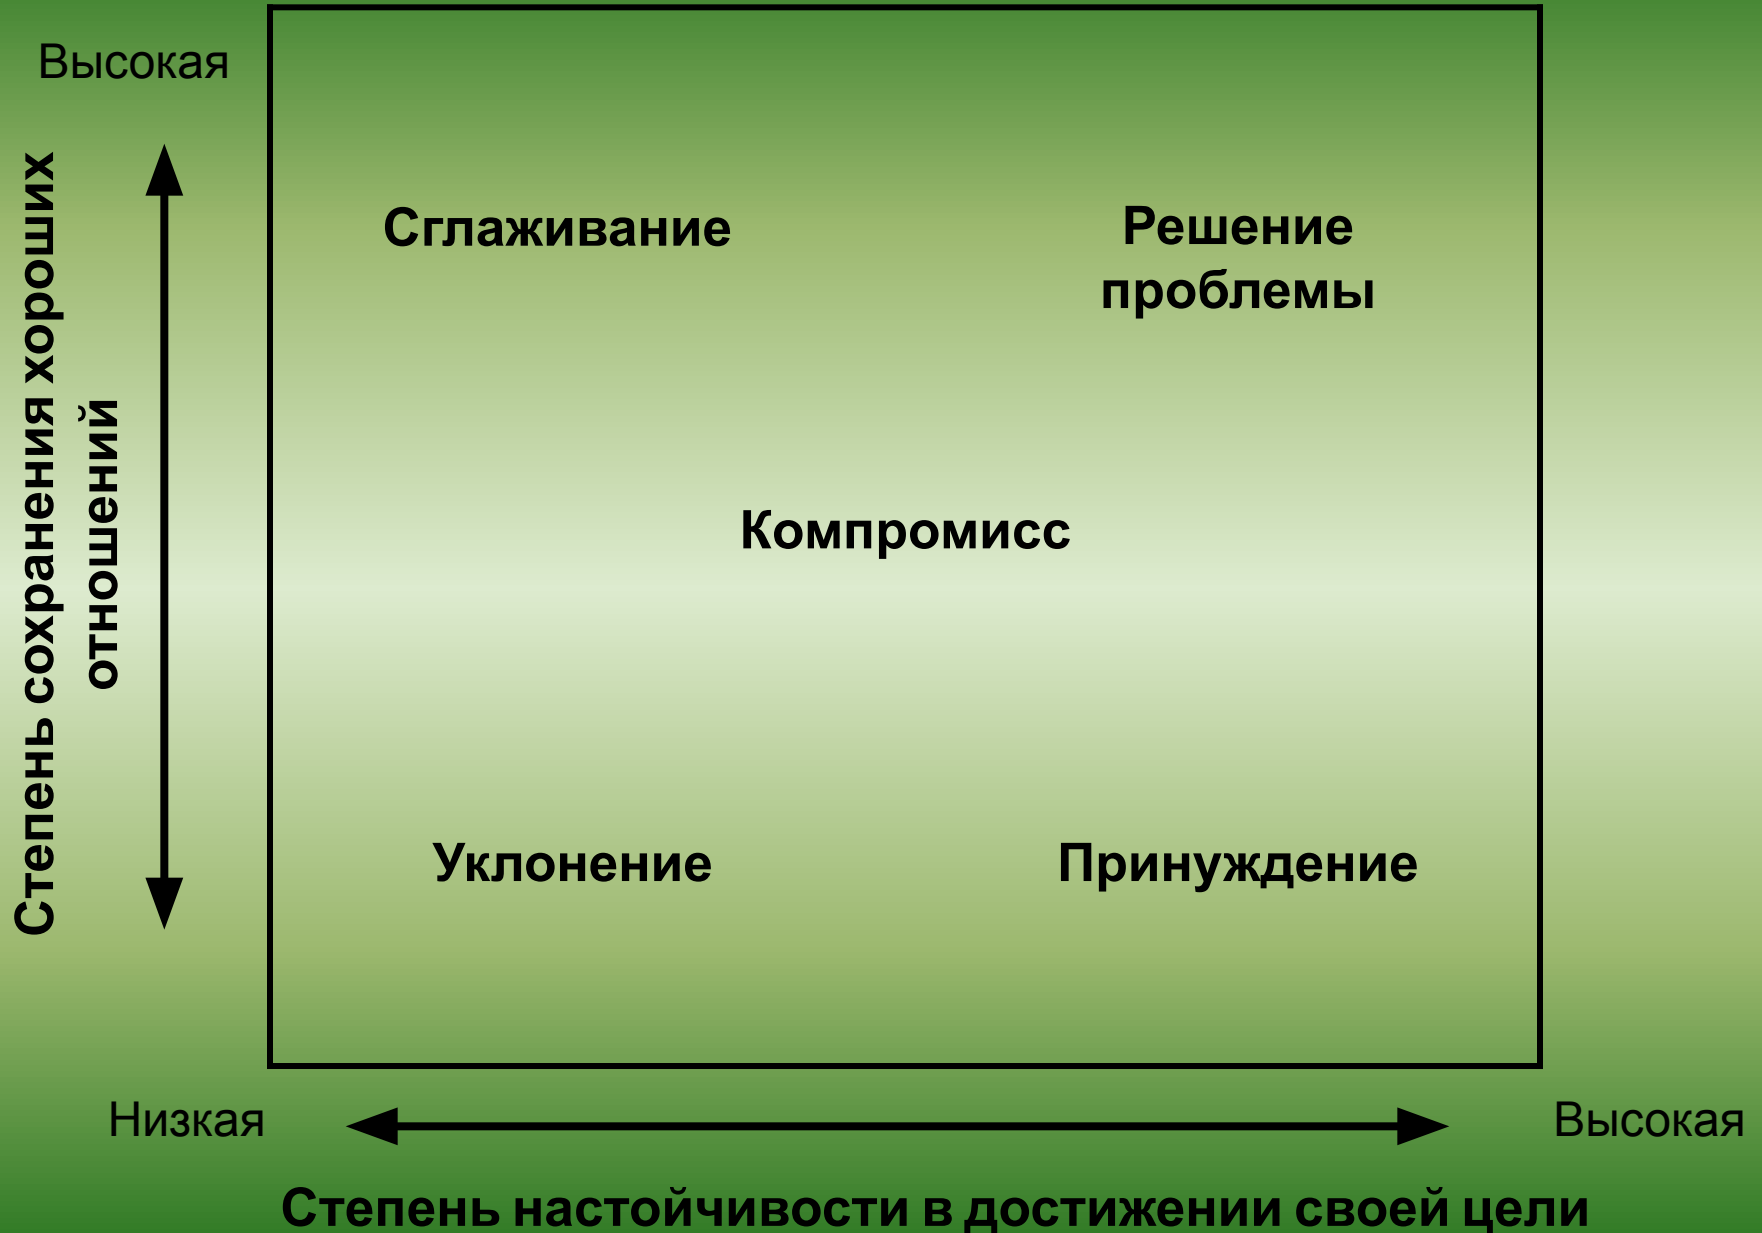 Высокая
Степень сохранения хороших
отношений
Сглаживание
Решение
проблемы
Компромисс
Уклонение
Принуждение
Низкая
Высокая
Степень настойчивости в достижении своей цели